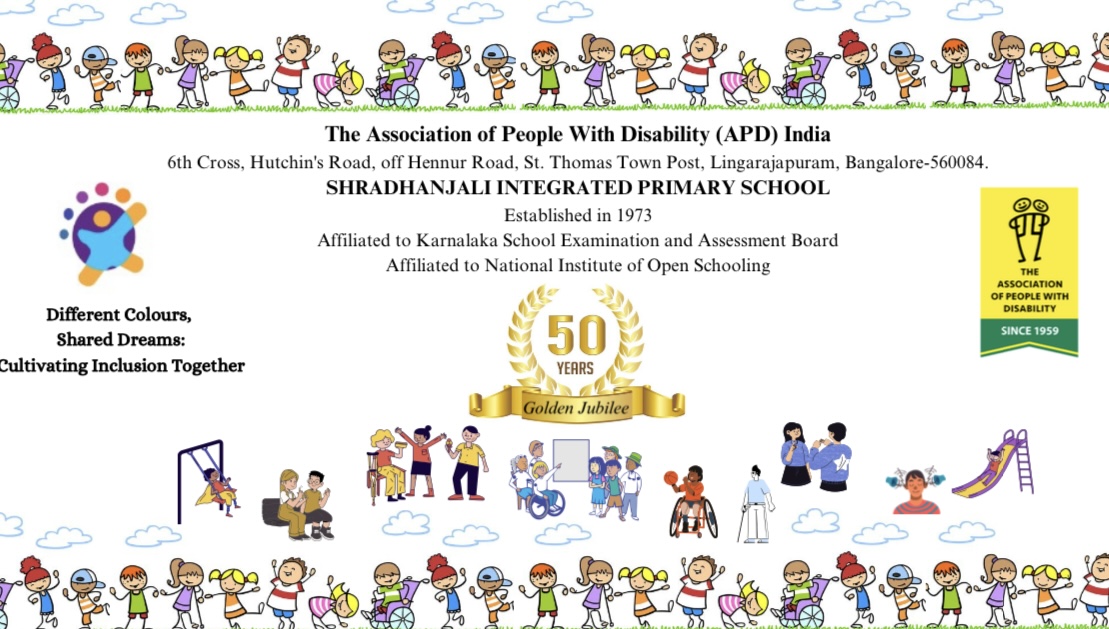 The Association of People With Disability (APD) India
6th Cross, Hutchin's Road, off Hennur Road, St. Thomas Town Post, Lingarajapuram, Bangalore-560084.
SHRADHANJALI INTEGRATED PRIMARY SCHOOL
Established in 1973
Affiliated to Karnalaka School Examination and Assessment Board
Affiliated to National Institute of Open Schooling
Different Colours,
Shared Dreams:
Cultivating Inclusion Together
50
YEARS
Golden Jubilee
THE
ASSOCIATION
OF PEOPLE WITH
DISABILITY
SINCE 1959